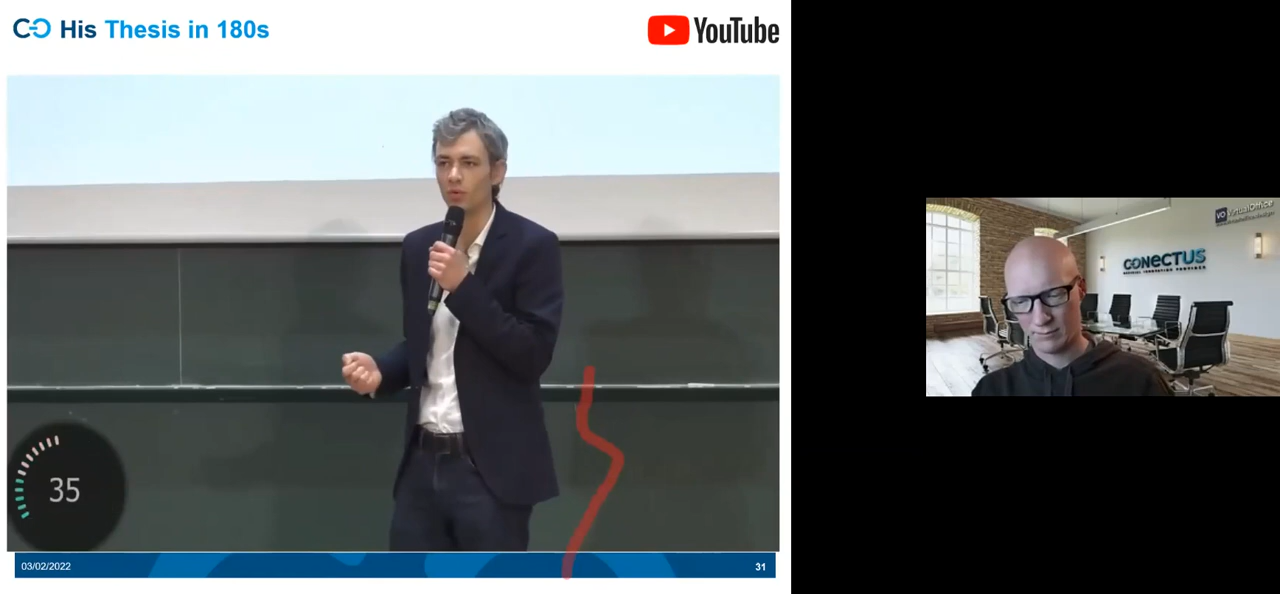 His Thesis in 180s
YouTube
VO VirtualOffice
CONECTUS
35
03/02/2022
31